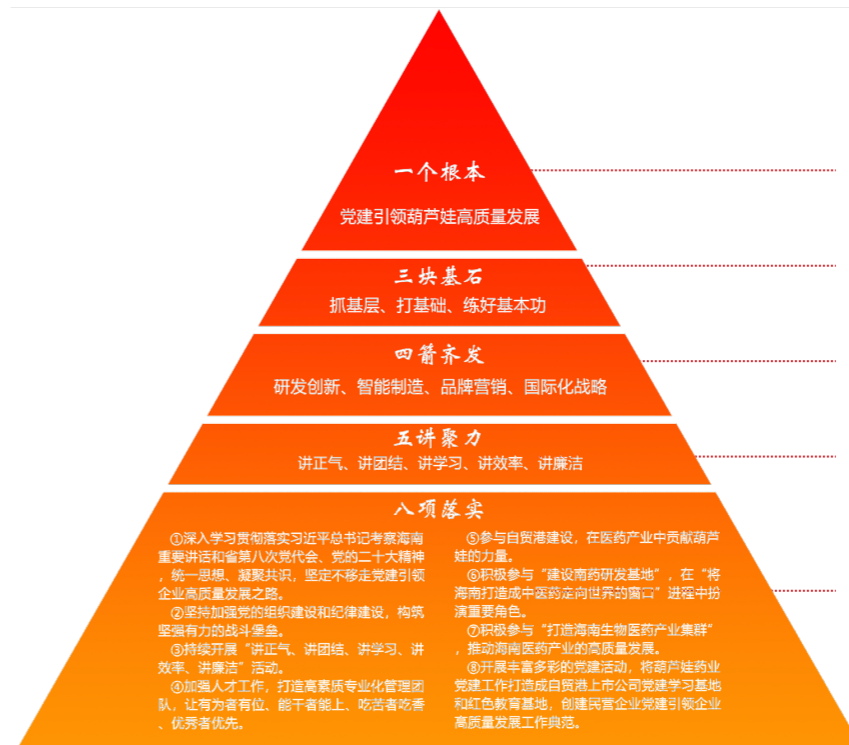 一个根本
党建引领葫芦娃高质量发展
三块基石
抓基层、打基础、练好基本功
四箭齐发
研发创新、智能制造、品牌营销、国际化战略
五讲聚力
讲正气、讲团结、讲学习、讲效率、讲廉洁
八项落实
①深入学习贯彻落实习近平总书记考察海南
重要讲话和省第八次党代会、党的二十大精神
，统一思想、凝聚共识，坚定不移走党建引领
企业高质量发展之路。
②坚持加强党的组织建设和纪律建设，构筑
坚强有力的战斗堡垒。
③持续开展“讲正气、讲团结、讲学习、讲
效率、讲廉洁”活动。
④加强人才工作，打造高素质专业化管理团
队，让有为者有位、能干者能上、吃苦者吃香
、优秀者优先。
⑤参与自贸港建设，在医药产业中贡献葫芦
娃的力量。
⑥积极参与“建设南药研发基地”，在“将
海南打造成中医药走向世界的窗口”进程中扮
演重要角色。
⑦积极参与“打造海南生物医药产业集群”
，推动海南医药产业的高质量发展。
⑧开展丰富多彩的党建活动，将葫芦娃药业
党建工作打造成自贸港上市公司党建学习基地
和红色教育基地，创建民营企业党建引领企业
高质量发展工作典范。